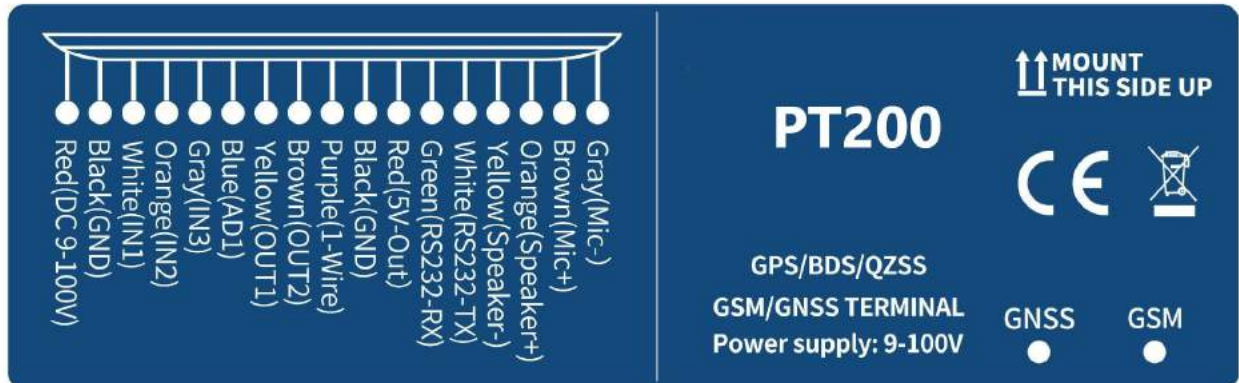 Red(DC 9-100V)
Black(GND)
White(IN1)
Orange(IN2)
Gray(IN3)
Blue(AD1)
Yellow(OUT1)
Brown(OUT2)
Purple(1-Wire)
Black(GND)
Red(5V-Out)
Green(RS232-RX)
White(RS232-TX)
Yellow(Speaker-)
Orange(Speaker+)
Brown(Mic+)
Gray(Mic-)
PT200
GPS/BDS/QZSS
GSM/GNSS TERMINAL
Power supply: 9-100V
MOUNT
THIS SIDE UP
CE
GNSS
GSM